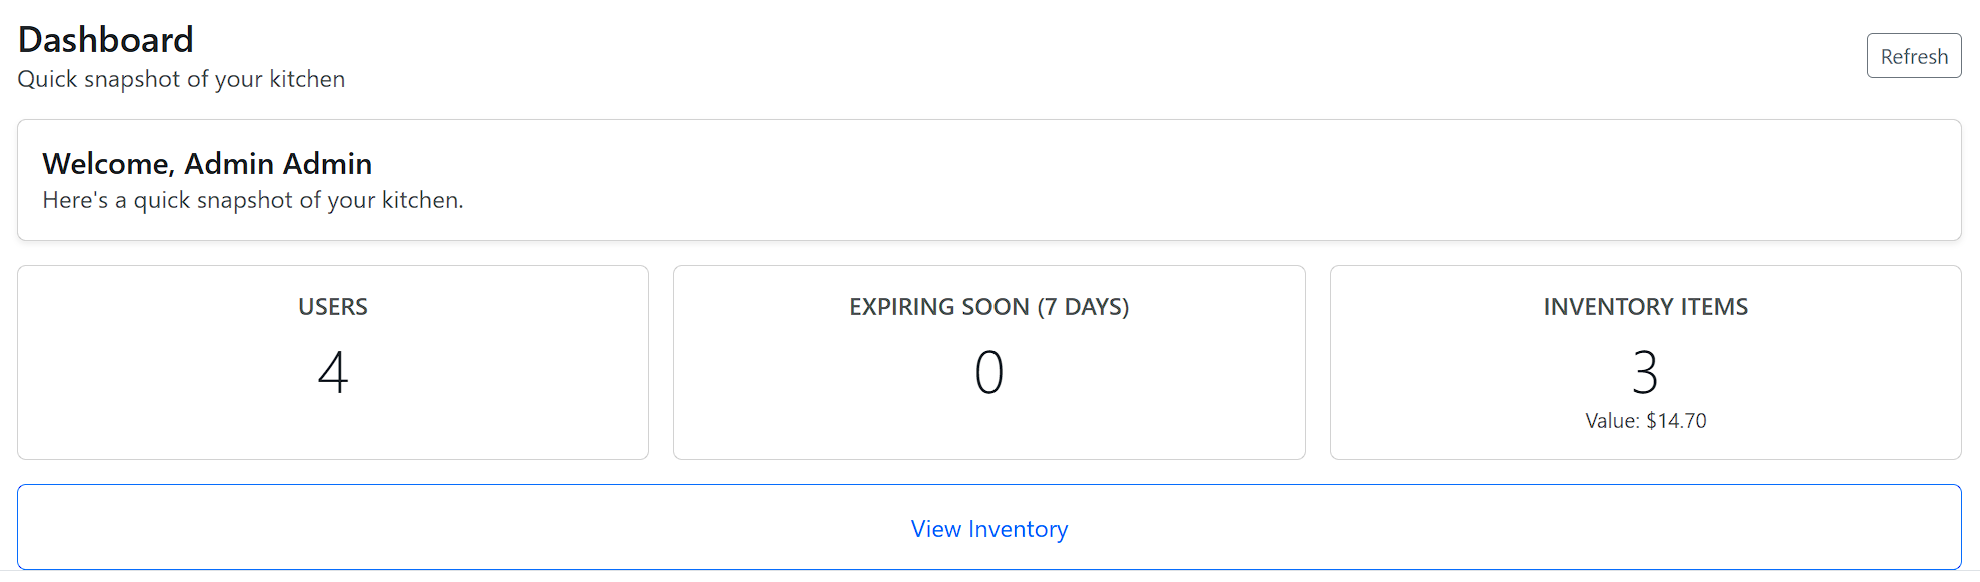 Dashboard
Quick snapshot of your kitchen
Refresh
Welcome, Admin Admin
Here's a quick snapshot of your kitchen.
USERS
4
EXPIRING SOON (7 DAYS)
0
INVENTORY ITEMS
3
Value: $14.70
View Inventory